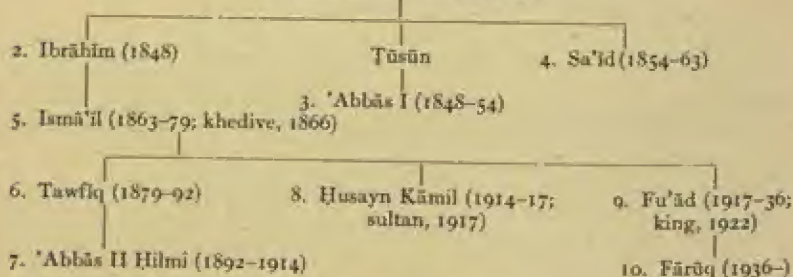 2. Ibrāhīm (1848)
Ṭūsūn
4. Sa'īd (1854–63)
3. 'Abbās I (1848–54)
5. Ismā'īl (1863–79; khedive, 1866)
6. Tawfīq (1879–92)
8. Ḥusayn Kāmil (1914–17;
sultan, 1917)
9. Fu'ād (1917–36;
king, 1922)
7. 'Abbās II Ḥilmi (1892–1914)
10. Fārūq (1936–)